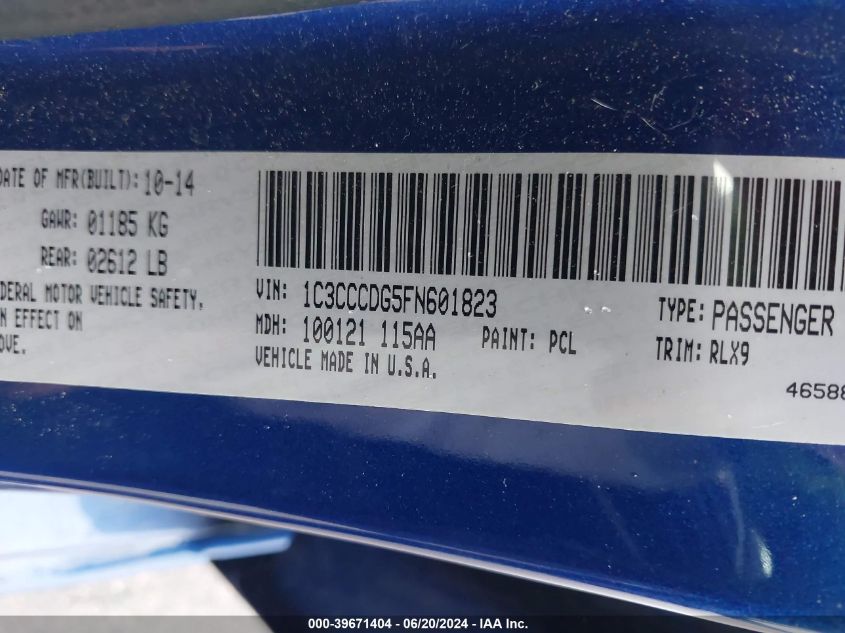 DATE OF MFR(BUILT): 10-14
GAWR: 01185 KG
REAR: 02612 LB
VEHICLE SAFETY,
MOTOR
N EFFECT ON
VIN: 1C3CCCDG5FN601823
MDH: 100121 115AA
PAINT: PCL
VEHICLE MADE IN U.S.A.
TYPE: PASSENGER
TRIM: RLX9
46588
000-39671404 - 06/20/2024 - IAA Inc.